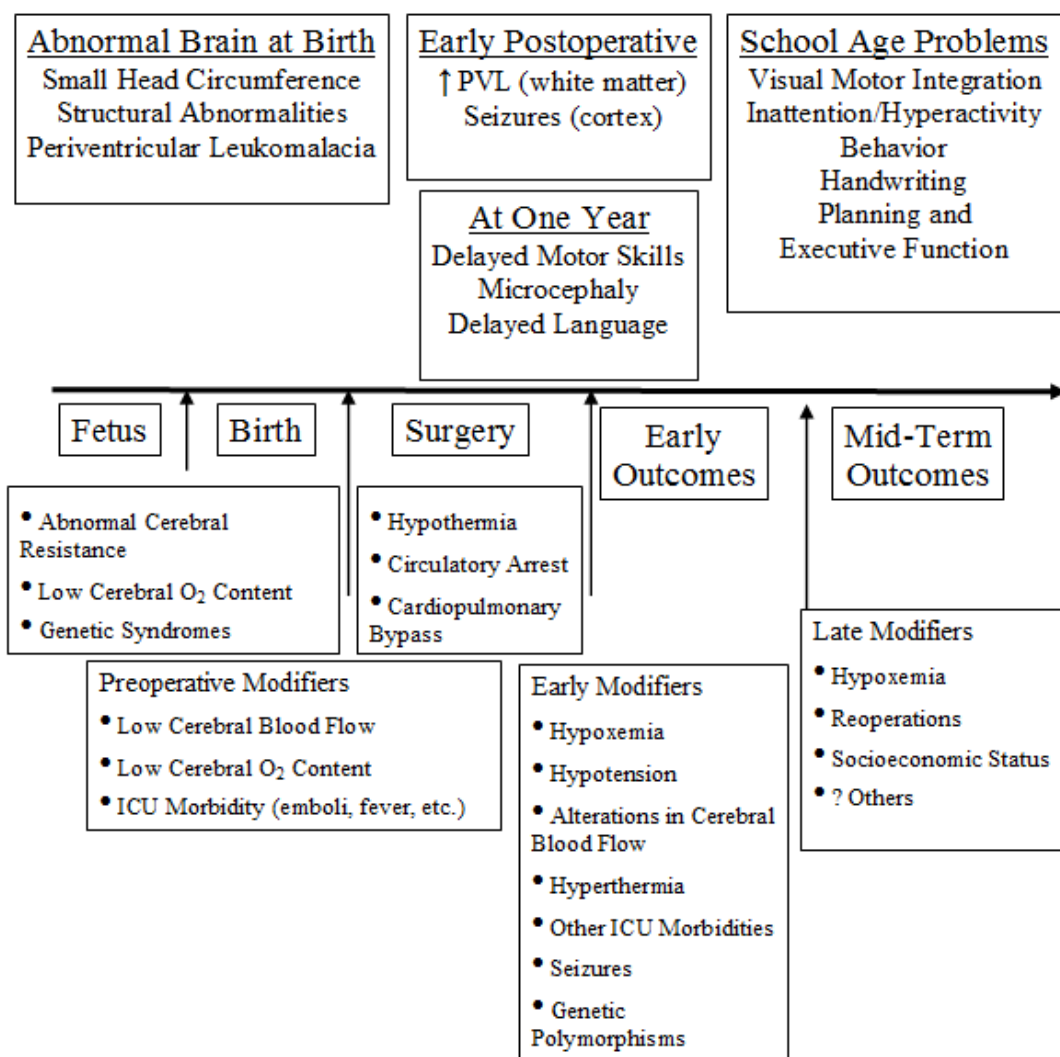 Abnormal Brain at Birth
Small Head Circumference
Structural Abnormalities
Periventricular Leukomalacia
Early Postoperative
↑ PVL (white matter)
Seizures (cortex)
School Age Problems
Visual Motor Integration
Inattention/Hyperactivity
Behavior
Handwriting
Planning and
Executive Function
At One Year
Delayed Motor Skills
Microcephaly
Delayed Language
Fetus
Birth
Surgery
Early
Outcomes
Mid-Term
Outcomes
• Abnormal Cerebral
Resistance
• Low Cerebral O₂ Content
• Genetic Syndromes
• Hypothermia
• Circulatory Arrest
• Cardiopulmonary
Bypass
Preoperative Modifiers
• Low Cerebral Blood Flow
• Low Cerebral O₂ Content
• ICU Morbidity (emboli, fever, etc.)
Early Modifiers
• Hypoxemia
• Hypotension
• Alterations in Cerebral
Blood Flow
• Hyperthermia
• Other ICU Morbidities
• Seizures
• Genetic
Polymorphisms
Late Modifiers
• Hypoxemia
• Reoperations
• Socioeconomic Status
• ? Others